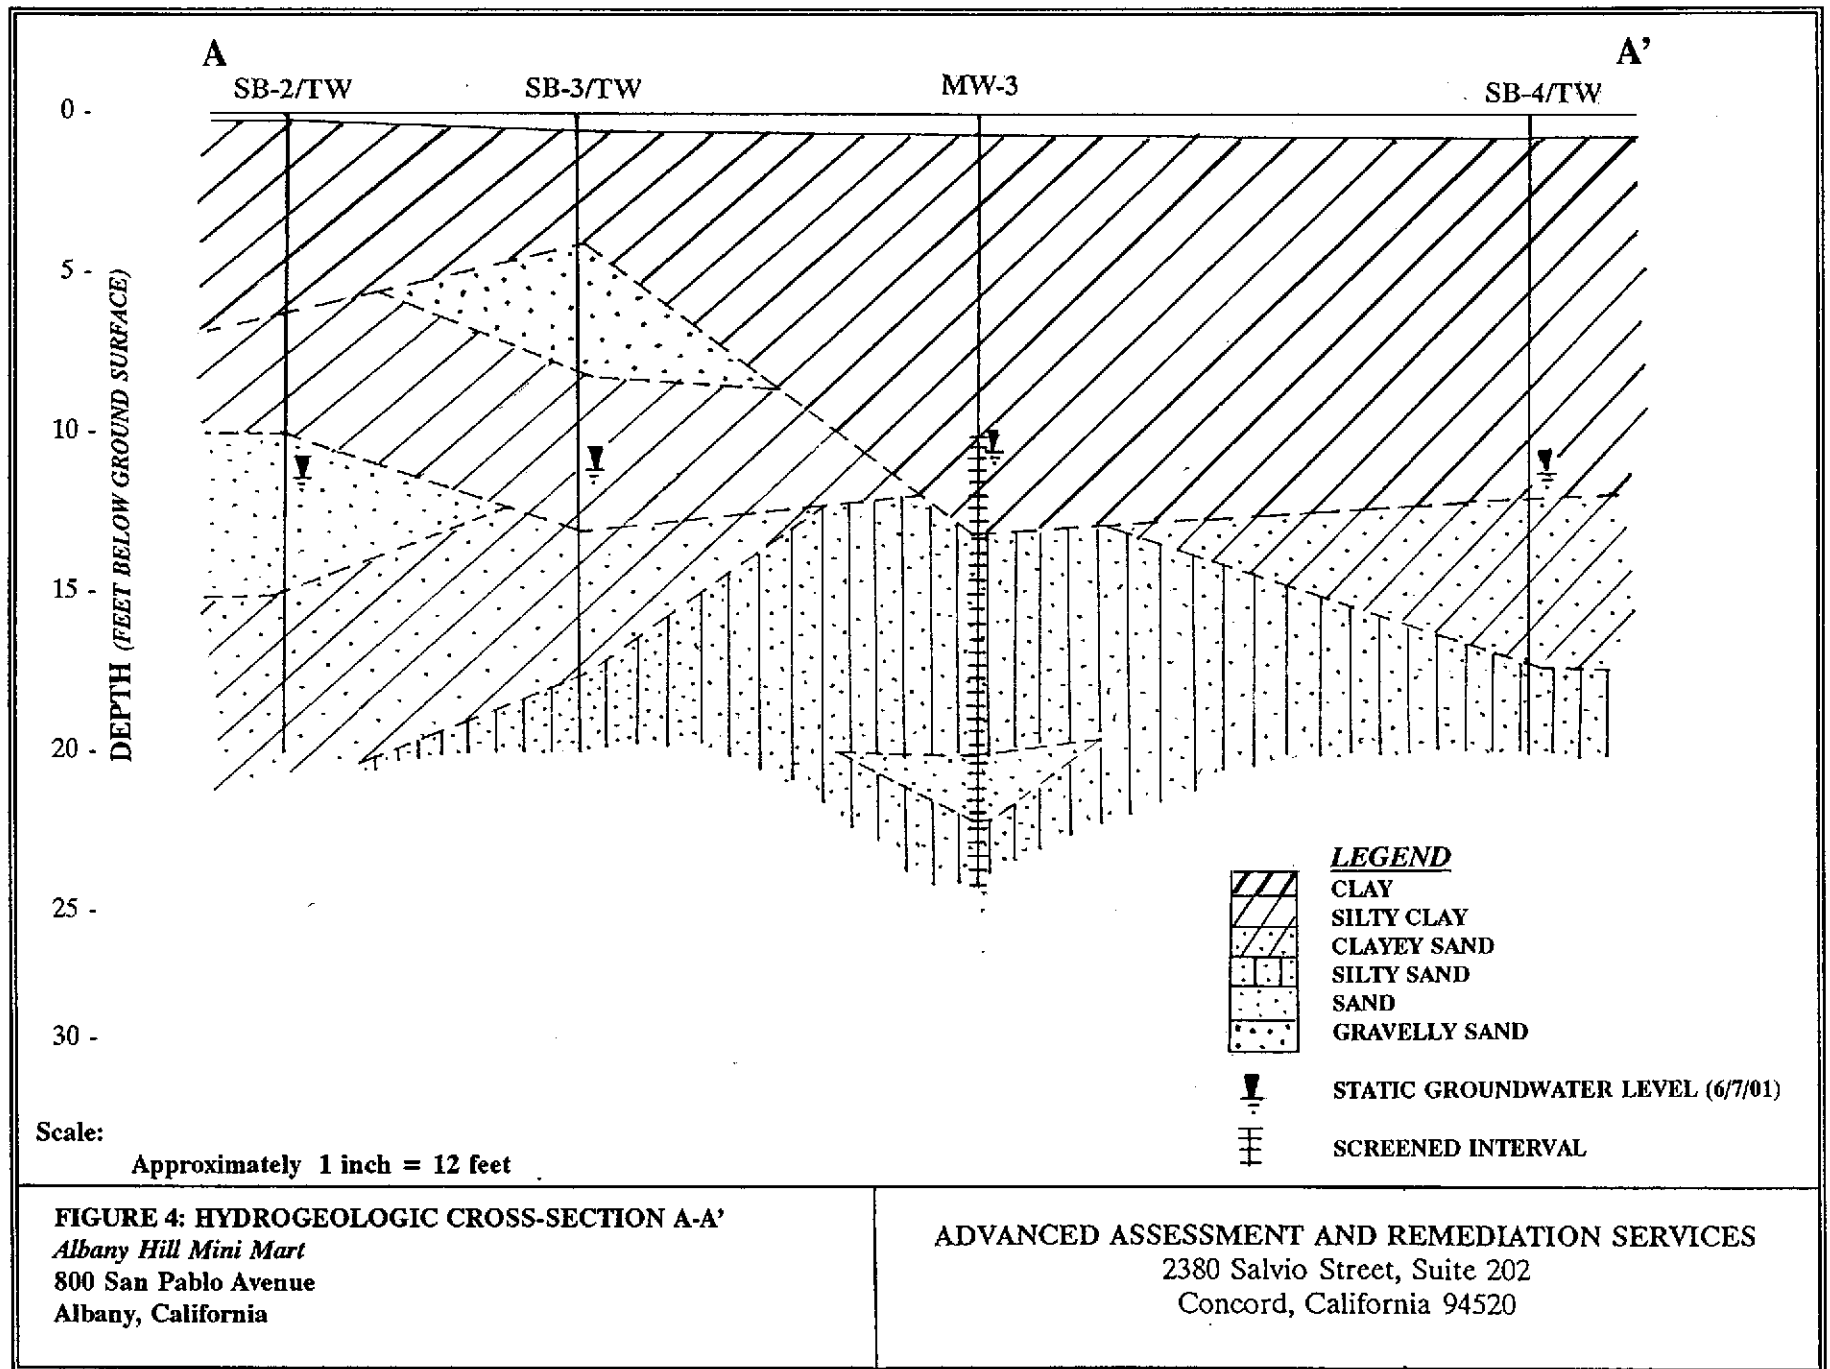 A
A'
SB-2/TW
SB-3/TW
MW-3
SB-4/TW
0 -
5 -
10 -
15 -
20 -
25 -
30 -
DEPTH (FEET BELOW GROUND SURFACE)
LEGEND
CLAY
SILTY CLAY
CLAYEY SAND
SILTY SAND
SAND
GRAVELLY SAND
STATIC GROUNDWATER LEVEL (6/7/01)
SCREENED INTERVAL
Scale:
Approximately 1 inch = 12 feet
FIGURE 4: HYDROGEOLOGIC CROSS-SECTION A-A'
Albany Hill Mini Mart
800 San Pablo Avenue
Albany, California
ADVANCED ASSESSMENT AND REMEDIATION SERVICES
2380 Salvio Street, Suite 202
Concord, California 94520